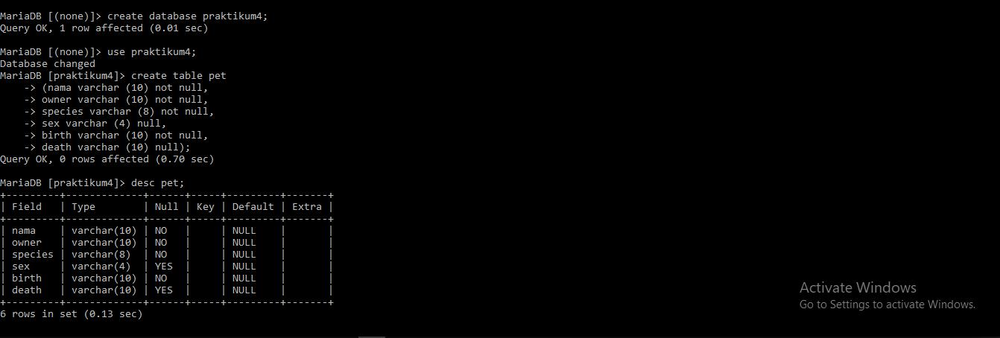 MariaDB [(none)]> create database praktikum4;
Query OK, 1 row affected (0.01 sec)
MariaDB [(none)]> use praktikum4;
Database changed
MariaDB [praktikum4]> create table pet
    -> (nama varchar (10) not null,
    -> owner varchar (10) not null,
    -> species varchar (8) not null,
    -> sex varchar (4) null,
    -> birth varchar (10) not null,
    -> death varchar (10) null);
Query OK, 0 rows affected (0.70 sec)
MariaDB [praktikum4]> desc pet;
+---------+-------------+------+-----+---------+-------+
| Field   | Type        | Null | Key | Default | Extra |
+---------+-------------+------+-----+---------+-------+
| nama    | varchar(10) | NO   |     | NULL    |       |
| owner   | varchar(10) | NO   |     | NULL    |       |
| species | varchar(8)  | NO   |     | NULL    |       |
| sex     | varchar(4)  | YES  |     | NULL    |       |
| birth   | varchar(10) | NO   |     | NULL    |       |
| death   | varchar(10) | YES  |     | NULL    |       |
+---------+-------------+------+-----+---------+-------+
6 rows in set (0.13 sec)
Activate Windows
Go to Settings to activate Windows.